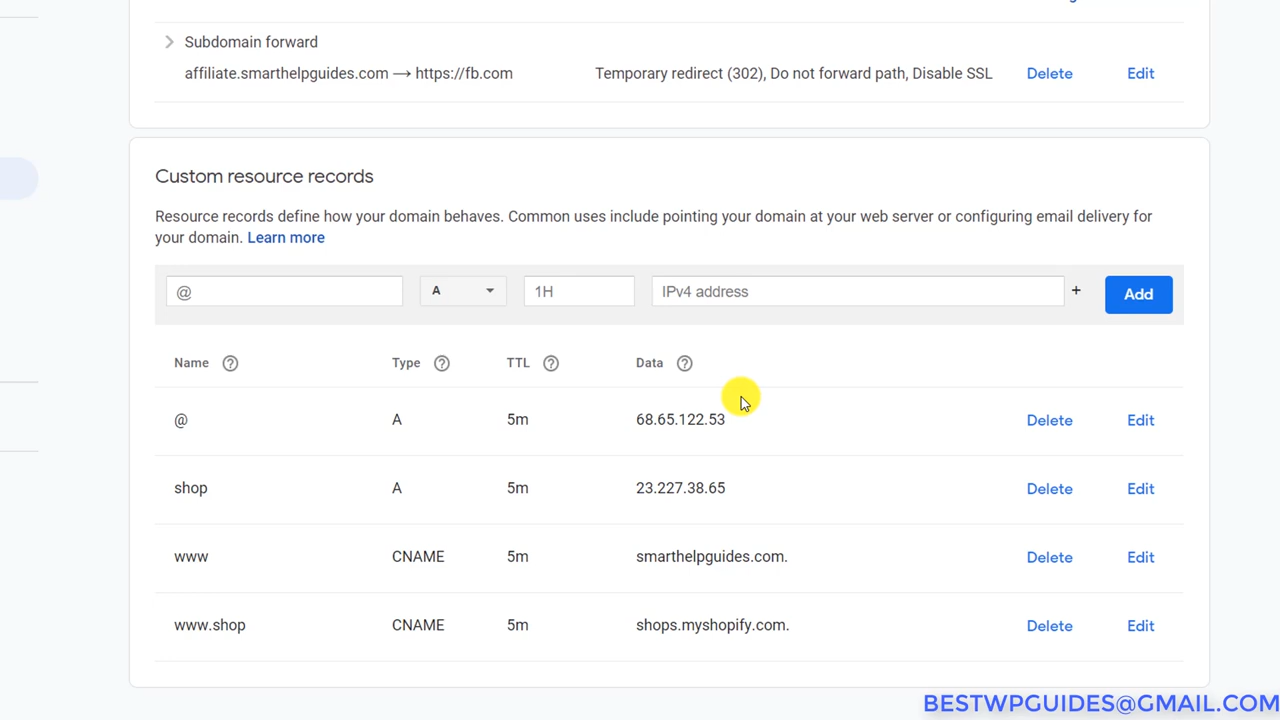 Subdomain forward
affiliate.smarthelpguides.com → https://fb.com Temporary redirect (302), Do not forward path, Disable SSL Delete Edit
Custom resource records
Resource records define how your domain behaves. Common uses include pointing your domain at your web server or configuring email delivery for
your domain. Learn more
@ A 1H IPv4 address + Add
Name Type TTL Data
@ A 5m 68.65.122.53 Delete Edit
shop A 5m 23.227.38.65 Delete Edit
www CNAME 5m smarthelpguides.com. Delete Edit
www.shop CNAME 5m shops.myshopify.com. Delete Edit
BESTWPGUIDES@GMAIL.COM